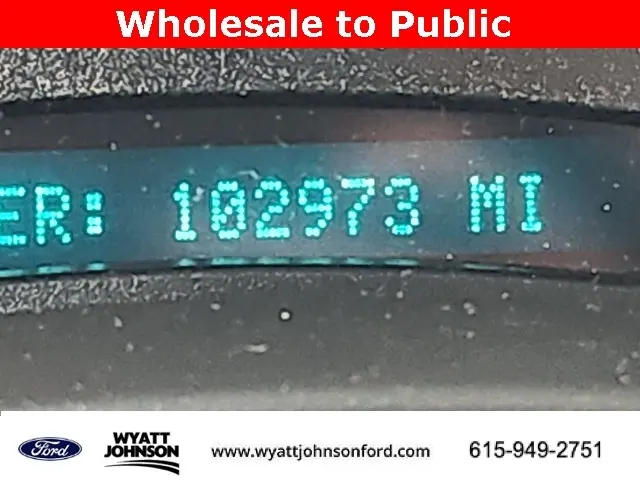 Wholesale to Public
ER: 102973 MI
Ford
WYATT
JOHNSON
www.wyattjohnsonford.com
615-949-2751